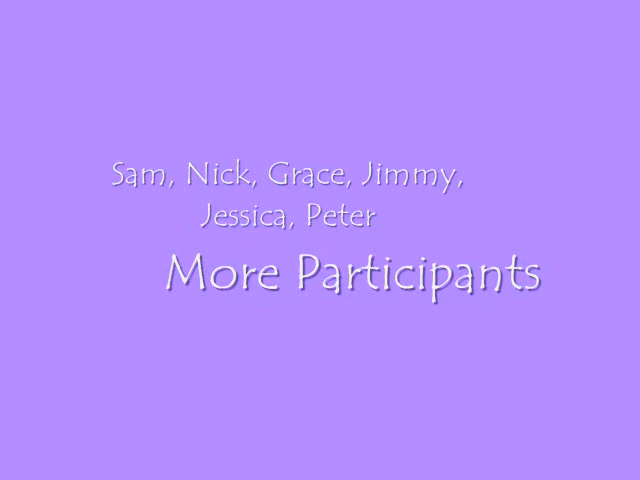 Sam, Nick, Grace, Jimmy,
Jessica, Peter
More Participants